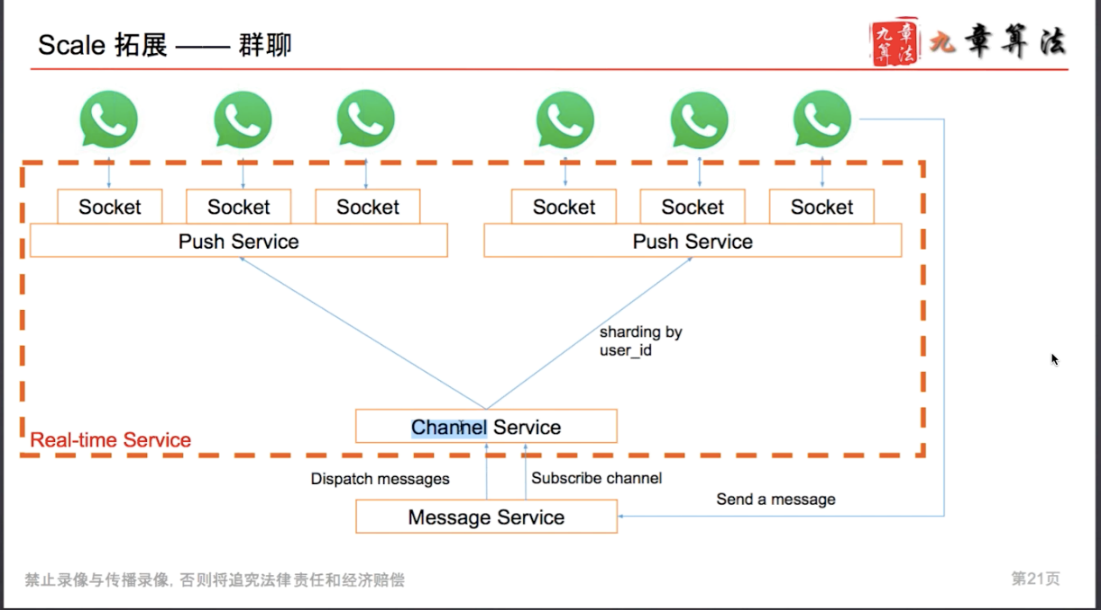 Scale 拓展 —— 群聊
九章算法
九章算法
Socket
Socket
Socket
Socket
Socket
Socket
Push Service
Push Service
sharding by
user_id
Channel Service
Real-time Service
Dispatch messages
Subscribe channel
Send a message
Message Service
禁止录像与传播录像, 否则将追究法律责任和经济赔偿
第21页